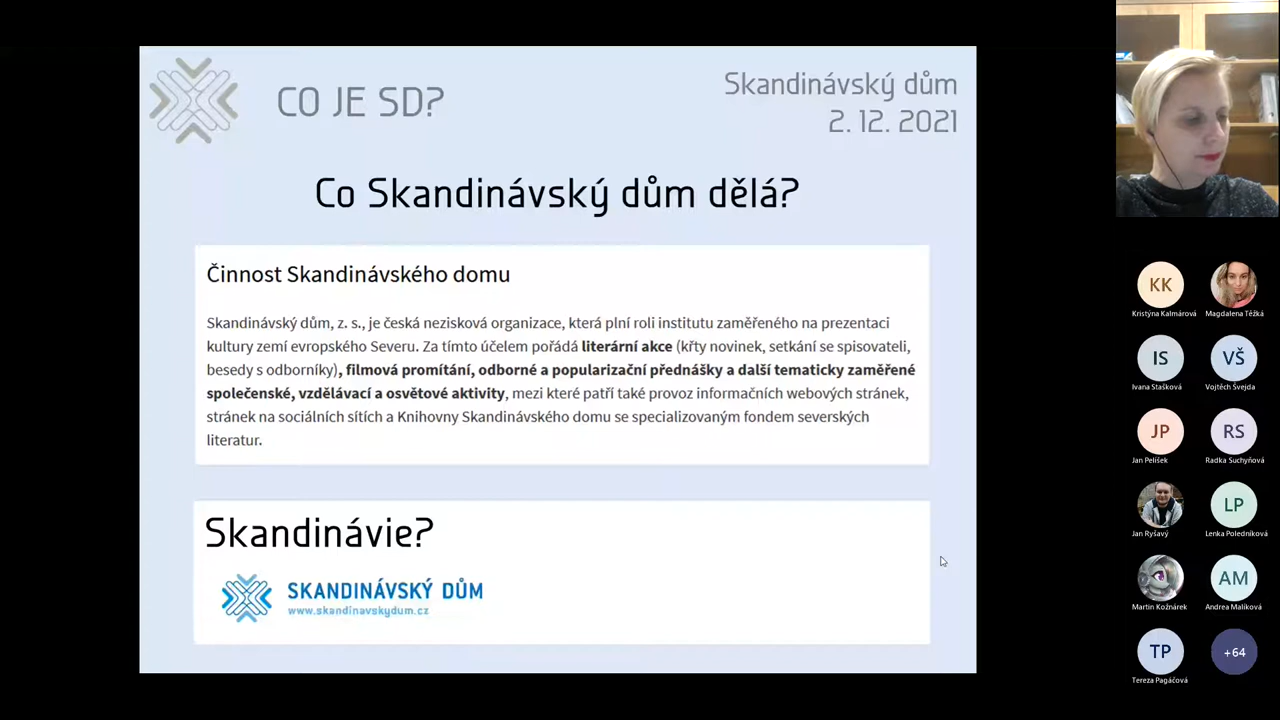 CO JE SD?
Skandinávský dům
2. 12. 2021
Co Skandinávský dům dělá?
Činnost Skandinávského domu
Skandinávský dům, z. s., je česká nezisková organizace, která plní roli institutu zaměřeného na prezentaci
kultury zemí evropského Severu. Za tímto účelem pořádá literární akce (křty novinek, setkání se spisovateli,
besedy s odborníky), filmová promítání, odborné a popularizační přednášky a další tematicky zaměřené
společenské, vzdělávací a osvětové aktivity, mezi které patří také provoz informačních webových stránek,
stránek na sociálních sítích a Knihovny Skandinávského domu se specializovaným fondem severských
literatur.
Skandinávie?
SKANDINÁVSKÝ DŮM
www.skandinavskydum.cz
KK
Kristýna Kalmárová
Magdalena Těžká
IS
Ivana Stašková
VŠ
Vojtěch Švejda
JP
Jan Pelíšek
RS
Radka Suchyňová
Jan Ryšavý
LP
Lenka Poledníková
Martin Kožnárek
AM
Andrea Malíková
TP
Tereza Pagáčová
+64